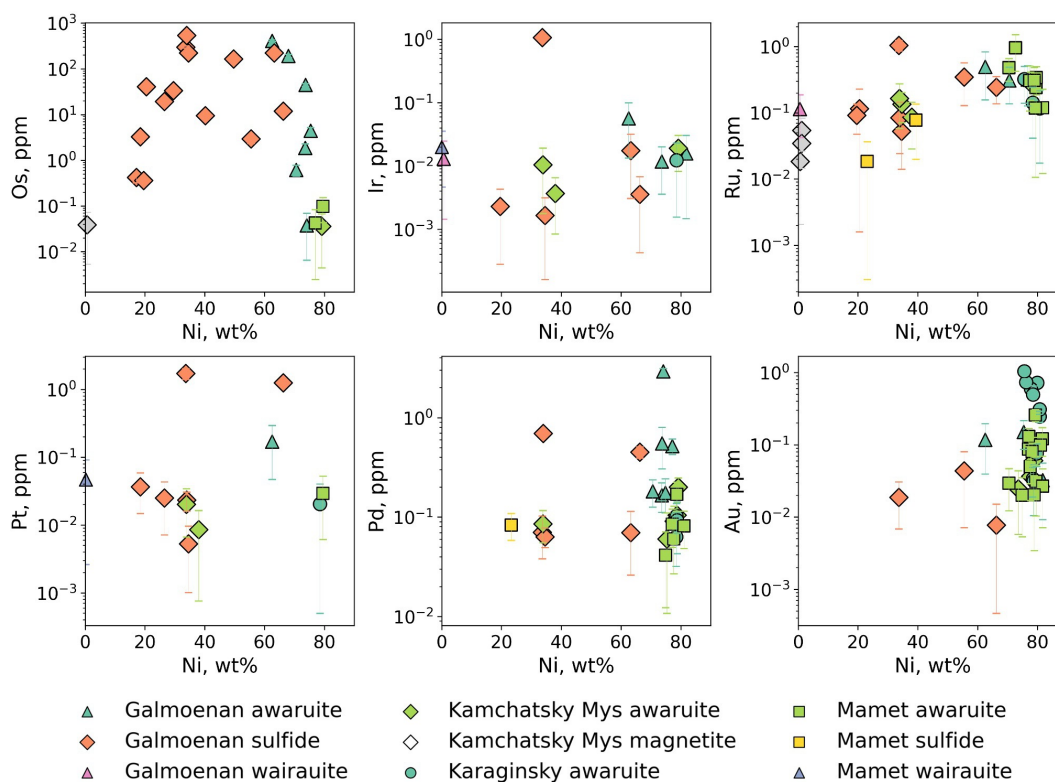 10³
10²
10¹
10⁰
10⁻¹
10⁻²
Os, ppm
0 20 40 60 80
Ni, wt%
10⁰
10⁻¹
10⁻²
10⁻³
Ir, ppm
0 20 40 60 80
Ni, wt%
10⁰
10⁻¹
10⁻²
10⁻³
Ru, ppm
0 20 40 60 80
Ni, wt%
10⁰
10⁻¹
10⁻²
10⁻³
Pt, ppm
0 20 40 60 80
Ni, wt%
10⁰
10⁻¹
10⁻²
Pd, ppm
0 20 40 60 80
Ni, wt%
10⁰
10⁻¹
10⁻²
10⁻³
Au, ppm
0 20 40 60 80
Ni, wt%
Galmoenan awaruite
Galmoenan sulfide
Galmoenan wairauite
Kamchatsky Mys awaruite
Kamchatsky Mys magnetite
Karaginsky awaruite
Mamet awaruite
Mamet sulfide
Mamet wairauite